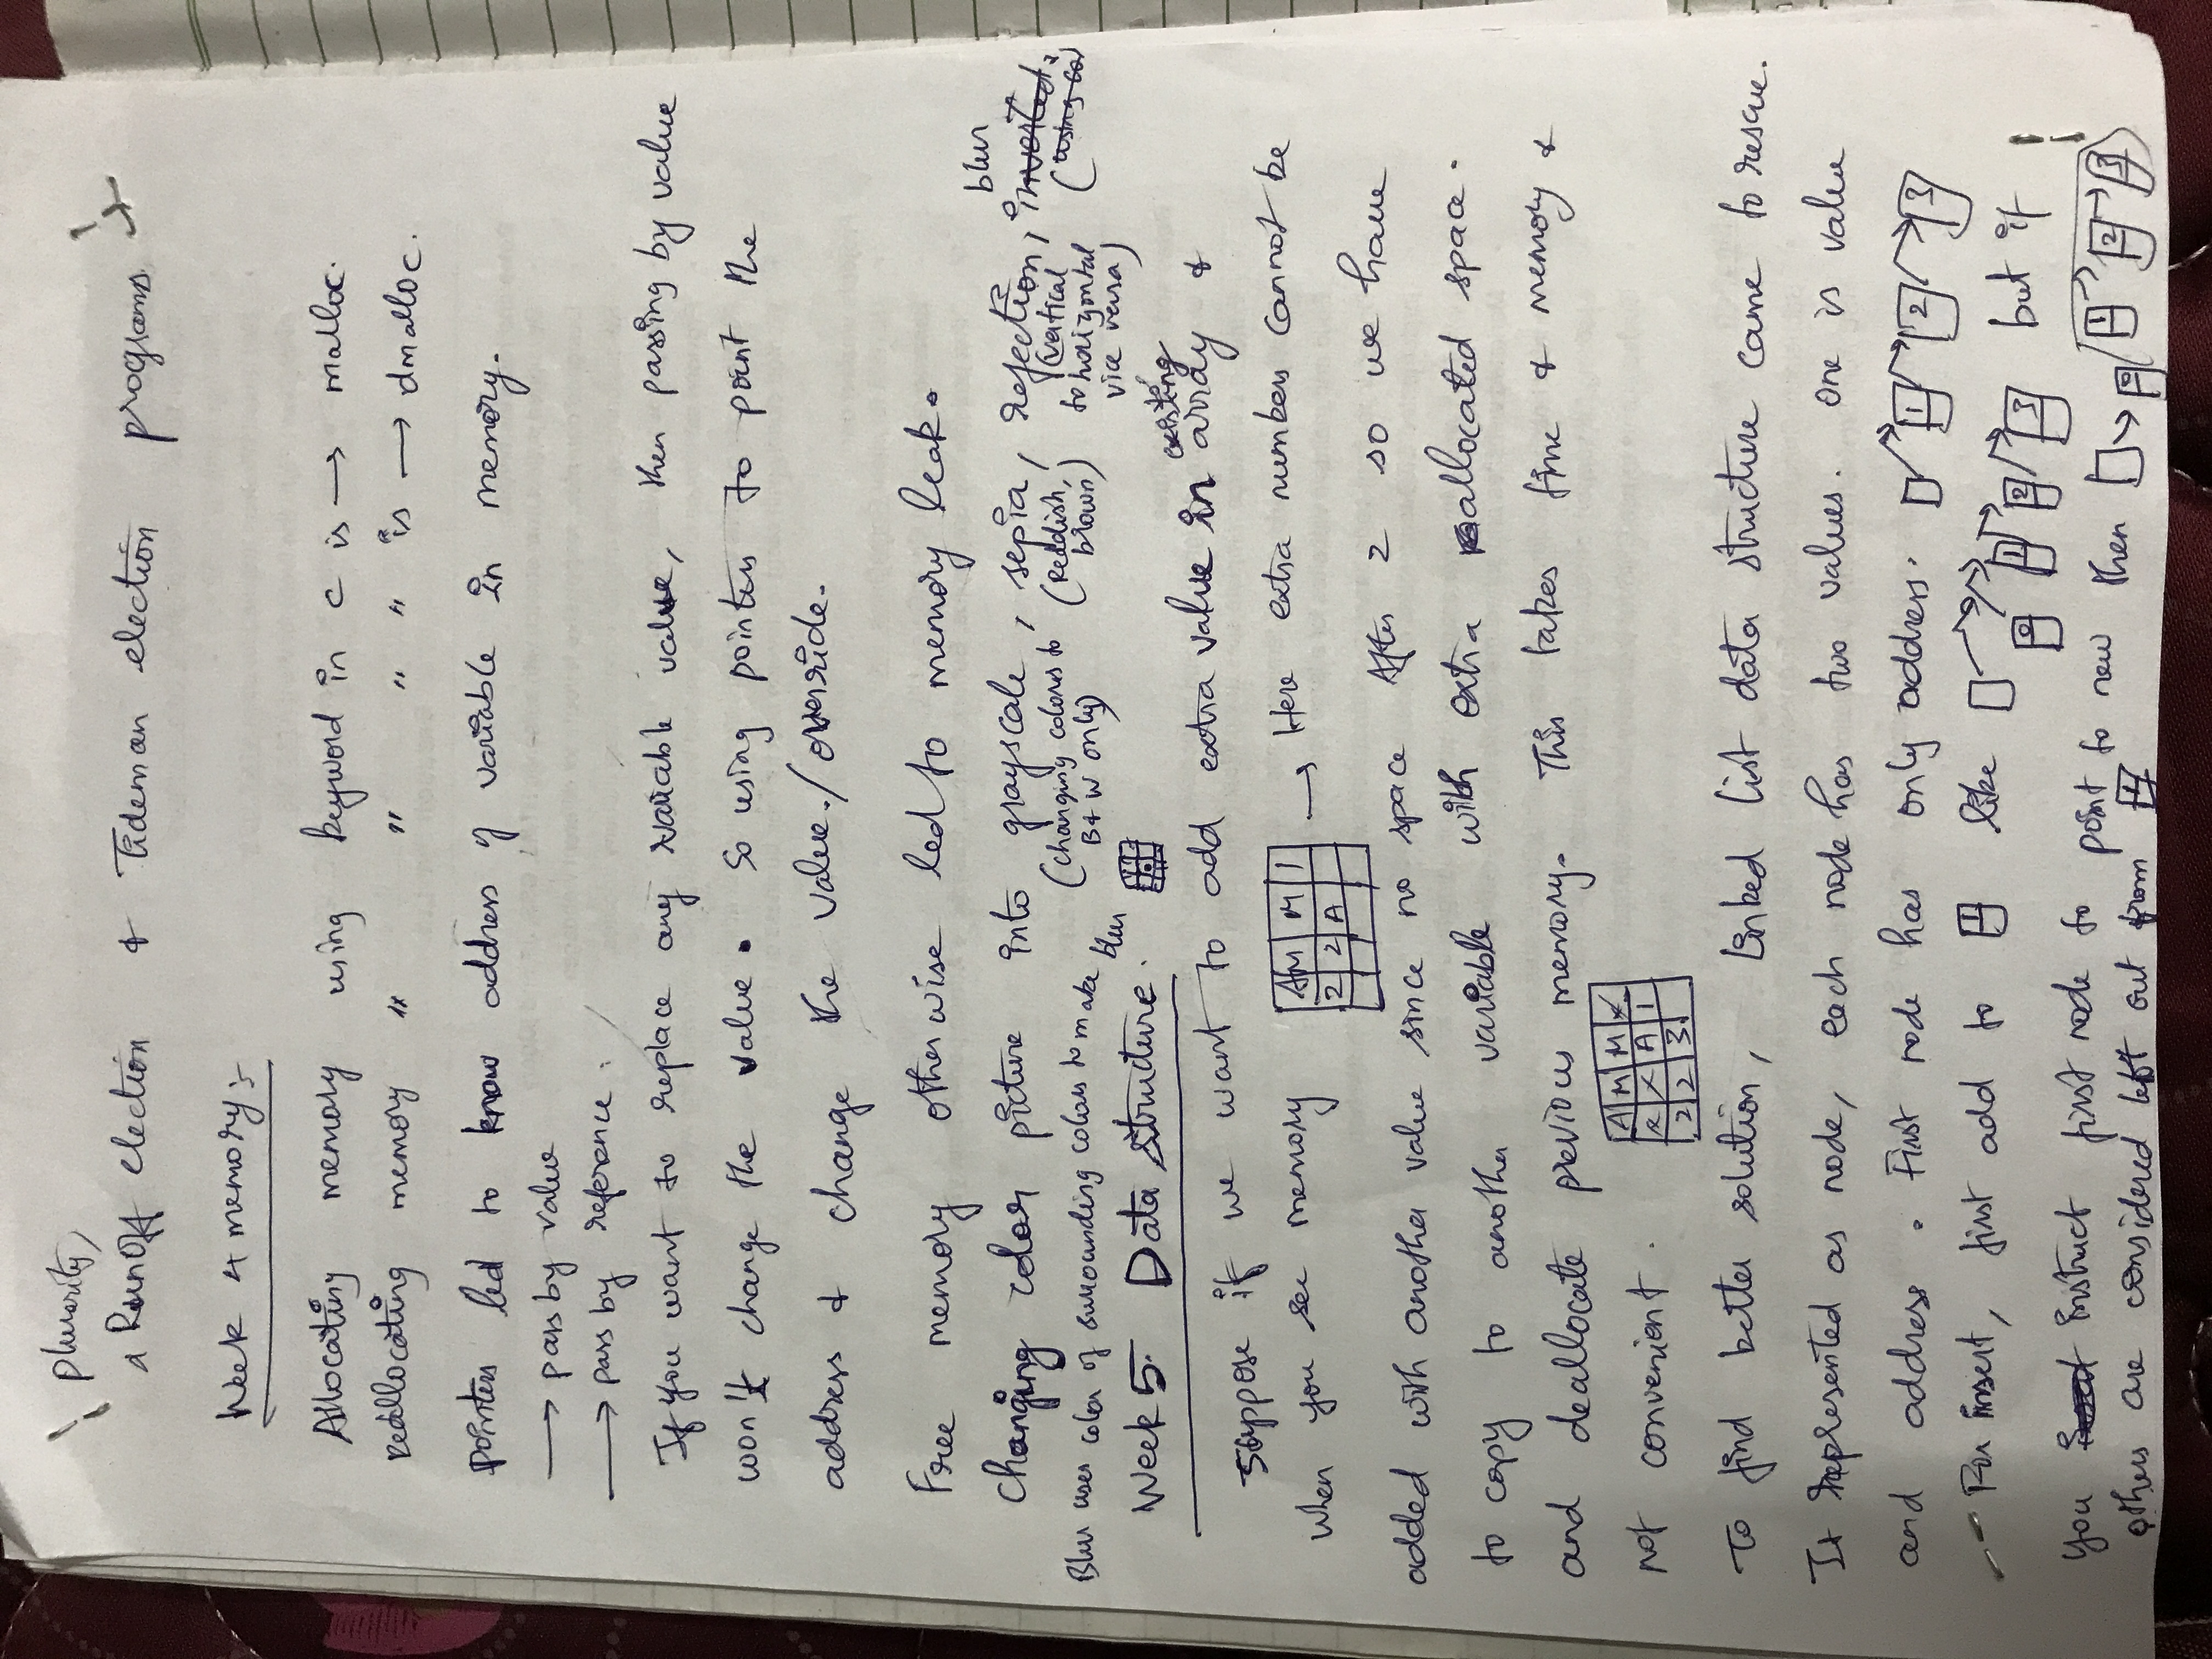 plurarity,
& Runoff election & Tideman election programs
Week 4 memory:-
Allocating memory using keyword in c is → malloc.
reallocating memory " " " " is → dmalloc.
pointers led to know address of variable in memory.
→ pass by value
→ pass by reference.
If you want to replace any variable value, then passing by value
won't change the value. So using pointers to point the
address & change the value./override.
Free memory otherwise led to memory leak.
blur
Changing color picture into grayscale, sepia, reflection, inverted,
(changing colors to B&W only) (Reddish, brown) (vertical to horizontal vice versa) (using co)
Blur uses color of surrounding colors to make blur
Week 5. Data structure.
existing
Suppose if we want to add extra value in array &
when you see memory → Here extra numbers cannot be
A M M 1
2 2 A
added with another value since no space After 2 so we have
to copy to another variable with extra reallocated space.
and deallocate previous memory. This takes time & memory &
not convenient.
A M M x
x x A 1
2 2 3
To find better solution, Linked list data structure came to rescue.
It represented as node, each node has two values. one is value
and address. First node has only address. 1 2 3
- For insert, first add to 1 like 0 1 2 3 but if
you instruct first node to point to new then 0 1 2 3
others are considered left out from 1